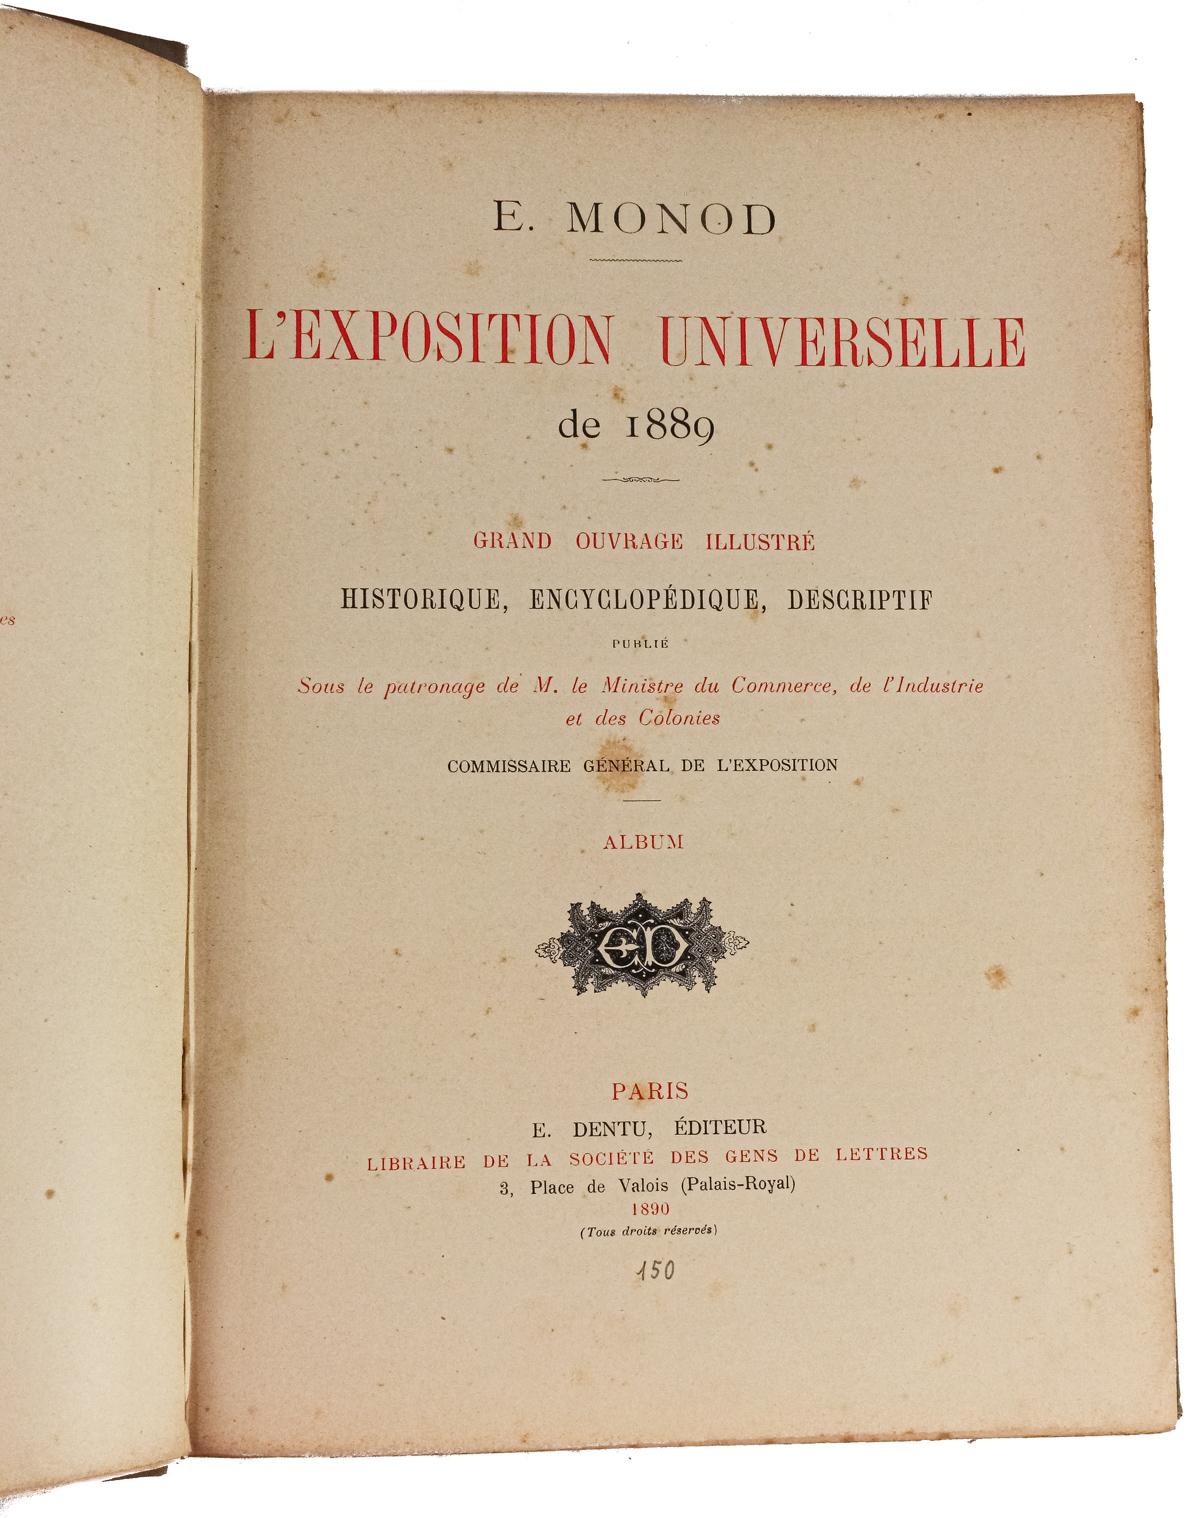 es
E. MONOD
L'EXPOSITION UNIVERSELLE
de 1889
GRAND OUVRAGE ILLUSTRÉ
HISTORIQUE, ENCYCLOPÉDIQUE, DESCRIPTIF
PUBLIÉ
Sous le patronage de M. le Ministre du Commerce, de l'Industrie
et des Colonies
COMMISSAIRE GÉNÉRAL DE L'EXPOSITION
ALBUM
ED
PARIS
E. DENTU, ÉDITEUR
LIBRAIRE DE LA SOCIÉTÉ DES GENS DE LETTRES
3, Place de Valois (Palais-Royal)
1890
(Tous droits réservés)
150